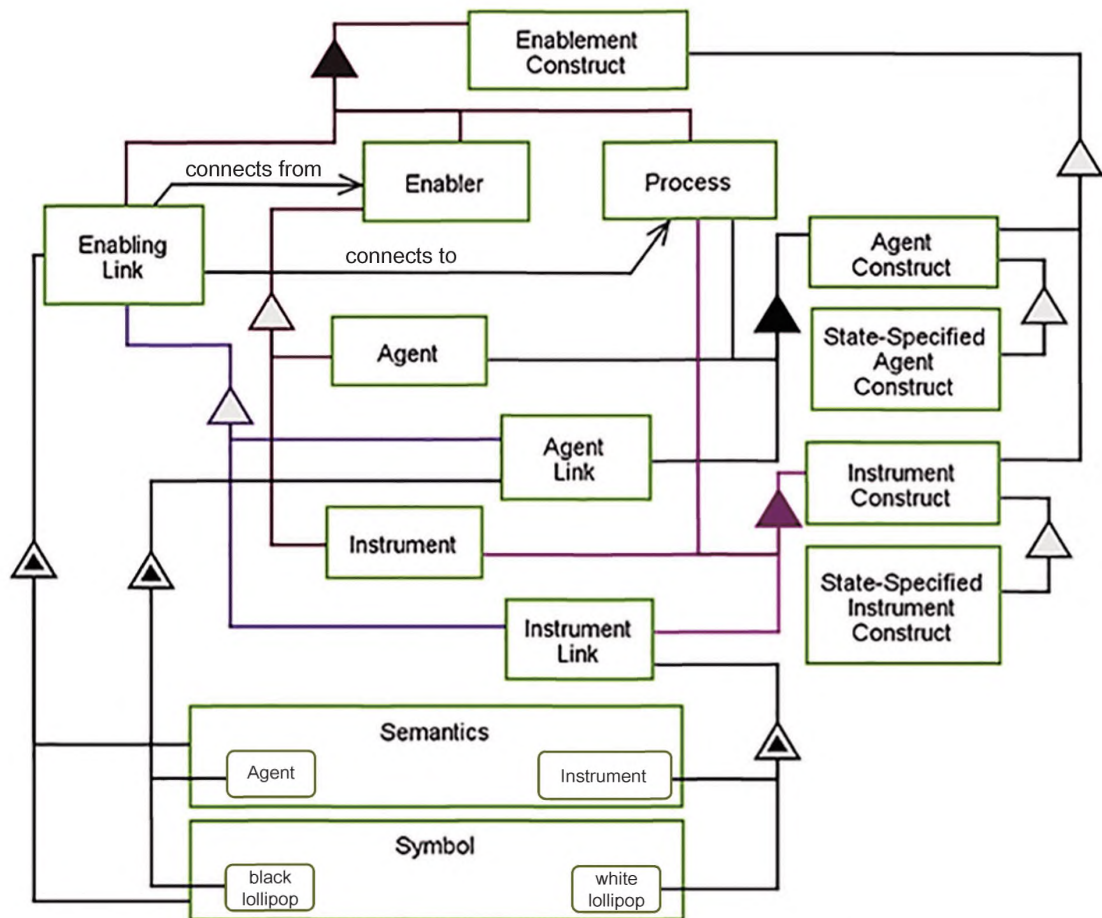 Enablement
Construct
connects from
Enabler
Process
Enabling
Link
connects to
Agent
Construct
Agent
State-Specified
Agent
Construct
Agent
Link
Instrument
Construct
Instrument
State-Specified
Instrument
Construct
Instrument
Link
Semantics
Agent
Instrument
Symbol
black
lollipop
white
lollipop